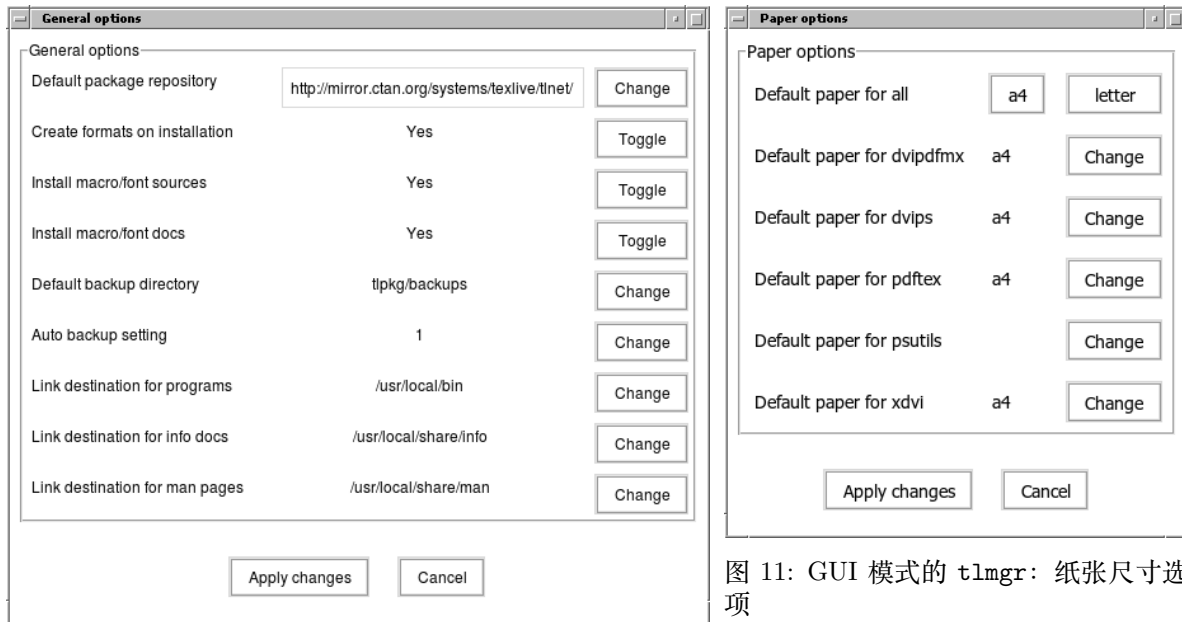 General options
General options
Default package repository http://mirror.ctan.org/systems/texlive/tlnet/ Change
Create formats on installation Yes Toggle
Install macro/font sources Yes Toggle
Install macro/font docs Yes Toggle
Default backup directory tlpkg/backups Change
Auto backup setting 1 Change
Link destination for programs /usr/local/bin Change
Link destination for info docs /usr/local/share/info Change
Link destination for man pages /usr/local/share/man Change
Apply changes Cancel
Paper options
Paper options
Default paper for all a4 letter
Default paper for dvipdfmx a4 Change
Default paper for dvips a4 Change
Default paper for pdftex a4 Change
Default paper for psutils Change
Default paper for xdvi a4 Change
Apply changes Cancel
图 11: GUI 模式的 tlmgr: 纸张尺寸选
项